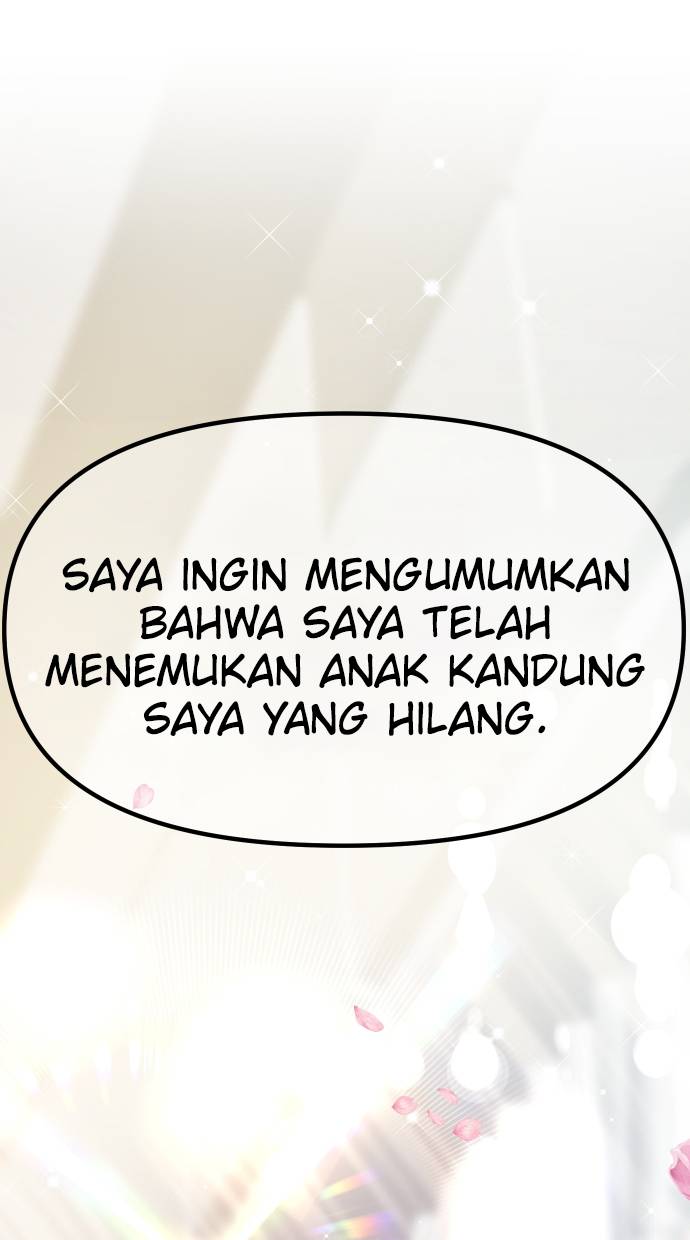 SAYA INGIN MENGUMUMKAN
BAHWA SAYA TELAH
MENEMUKAN ANAK KANDUNG
SAYA YANG HILANG.